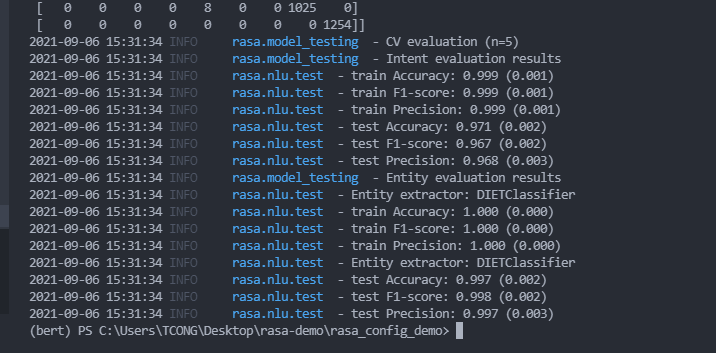 [   0    0    0    0    8    0    0 1025    0]
[   0    0    0    0    0    0    0    0 1254]]
2021-09-06 15:31:34 INFO     rasa.model_testing  - CV evaluation (n=5)
2021-09-06 15:31:34 INFO     rasa.model_testing  - Intent evaluation results
2021-09-06 15:31:34 INFO     rasa.nlu.test  - train Accuracy: 0.999 (0.001)
2021-09-06 15:31:34 INFO     rasa.nlu.test  - train F1-score: 0.999 (0.001)
2021-09-06 15:31:34 INFO     rasa.nlu.test  - train Precision: 0.999 (0.001)
2021-09-06 15:31:34 INFO     rasa.nlu.test  - test Accuracy: 0.971 (0.002)
2021-09-06 15:31:34 INFO     rasa.nlu.test  - test F1-score: 0.967 (0.002)
2021-09-06 15:31:34 INFO     rasa.nlu.test  - test Precision: 0.968 (0.003)
2021-09-06 15:31:34 INFO     rasa.model_testing  - Entity evaluation results
2021-09-06 15:31:34 INFO     rasa.nlu.test  - Entity extractor: DIETClassifier
2021-09-06 15:31:34 INFO     rasa.nlu.test  - train Accuracy: 1.000 (0.000)
2021-09-06 15:31:34 INFO     rasa.nlu.test  - train F1-score: 1.000 (0.000)
2021-09-06 15:31:34 INFO     rasa.nlu.test  - train Precision: 1.000 (0.000)
2021-09-06 15:31:34 INFO     rasa.nlu.test  - Entity extractor: DIETClassifier
2021-09-06 15:31:34 INFO     rasa.nlu.test  - test Accuracy: 0.997 (0.002)
2021-09-06 15:31:34 INFO     rasa.nlu.test  - test F1-score: 0.998 (0.002)
2021-09-06 15:31:34 INFO     rasa.nlu.test  - test Precision: 0.997 (0.003)
(bert) PS C:\Users\TCONG\Desktop\rasa-demo\rasa_config_demo>